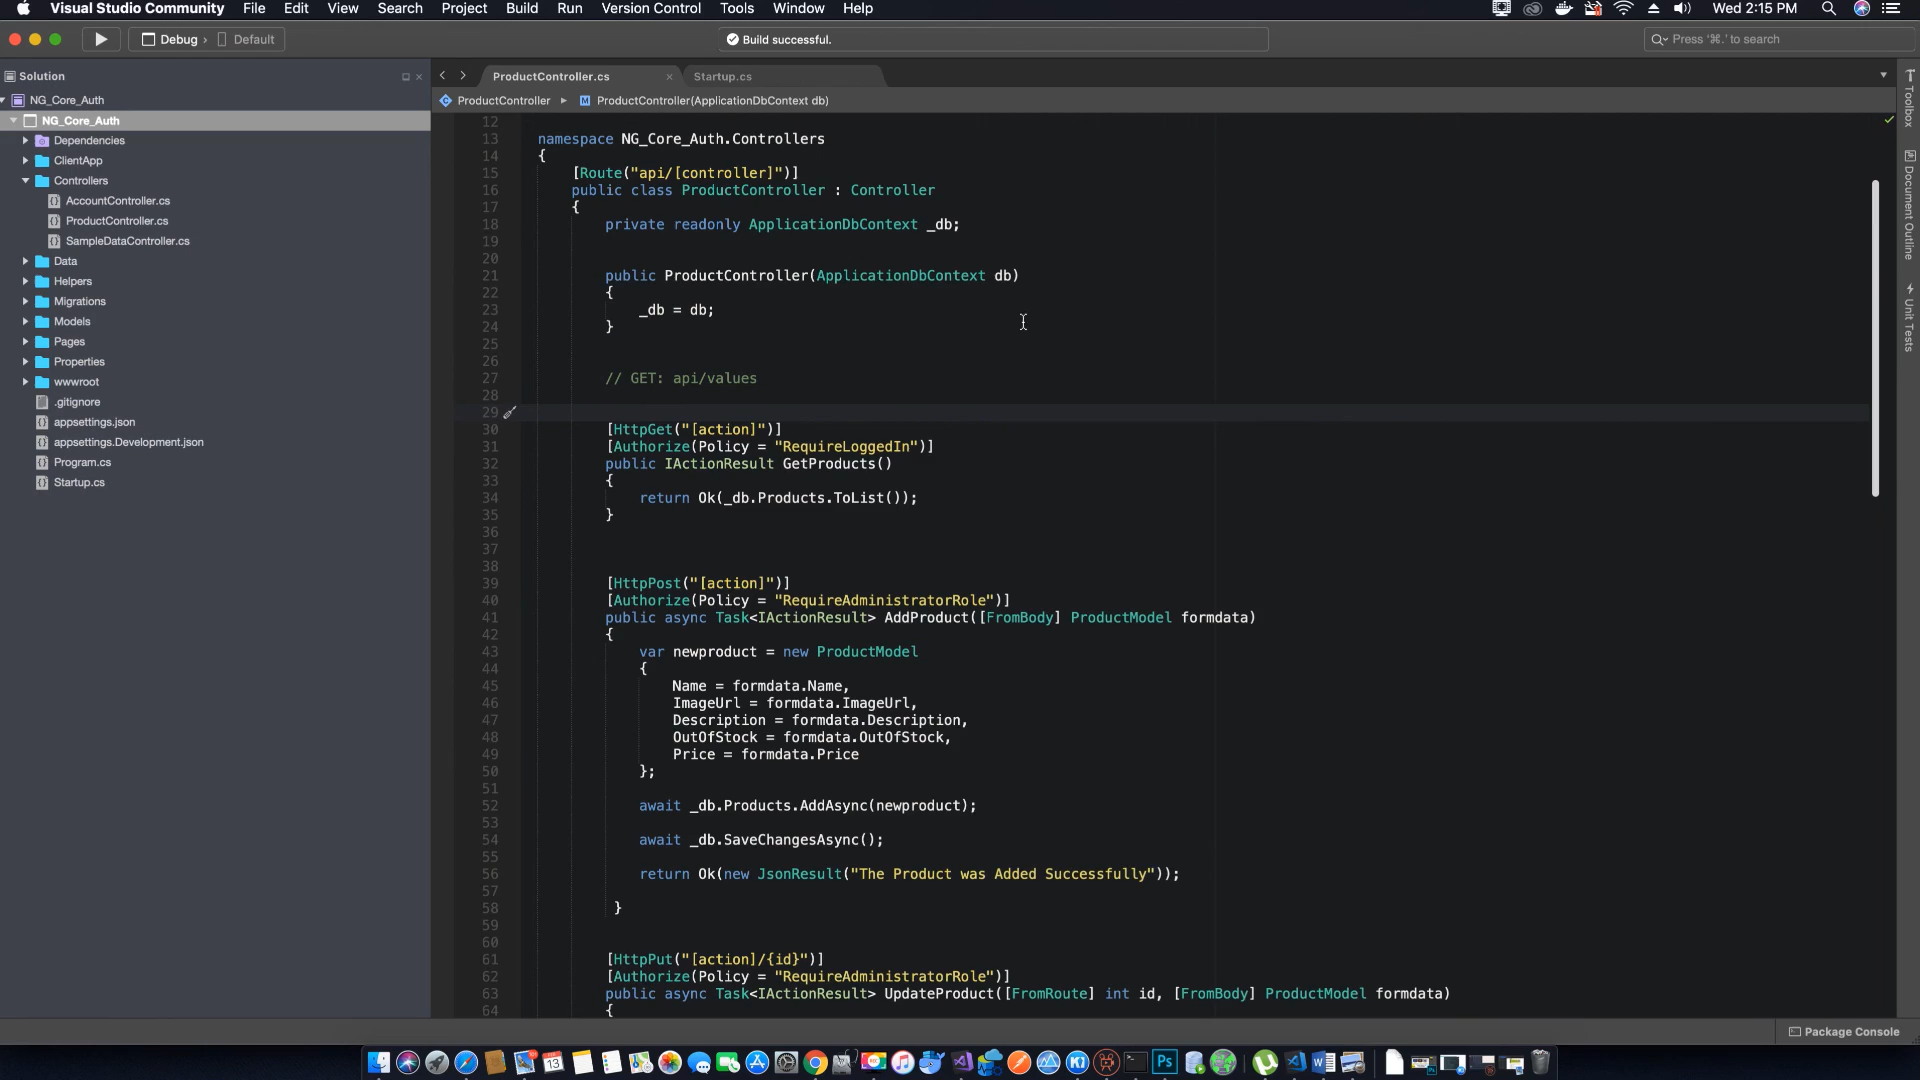 Visual Studio Community File Edit View Search Project Build Run Version Control Tools Window Help Wed 2:15 PM
Debug › Default
Build successful.
Press '⌘.' to search
Solution
NG_Core_Auth
NG_Core_Auth
Dependencies
ClientApp
Controllers
AccountController.cs
ProductController.cs
SampleDataController.cs
Data
Helpers
Migrations
Models
Pages
Properties
wwwroot
.gitignore
appsettings.json
appsettings.Development.json
Program.cs
Startup.cs
ProductController.cs × Startup.cs
ProductController ▸ ProductController(ApplicationDbContext db)
12
13 namespace NG_Core_Auth.Controllers
14 {
15 [Route("api/[controller]")]
16 public class ProductController : Controller
17 {
18 private readonly ApplicationDbContext _db;
19
20
21 public ProductController(ApplicationDbContext db)
22 {
23 _db = db;
24 }
25
26
27 // GET: api/values
28
29
30 [HttpGet("[action]")]
31 [Authorize(Policy = "RequireLoggedIn")]
32 public IActionResult GetProducts()
33 {
34 return Ok(_db.Products.ToList());
35 }
36
37
38
39 [HttpPost("[action]")]
40 [Authorize(Policy = "RequireAdministratorRole")]
41 public async Task<IActionResult> AddProduct([FromBody] ProductModel formdata)
42 {
43 var newproduct = new ProductModel
44 {
45 Name = formdata.Name,
46 ImageUrl = formdata.ImageUrl,
47 Description = formdata.Description,
48 OutOfStock = formdata.OutOfStock,
49 Price = formdata.Price
50 };
51
52 await _db.Products.AddAsync(newproduct);
53
54 await _db.SaveChangesAsync();
55
56 return Ok(new JsonResult("The Product was Added Successfully"));
57
58 }
59
60
61 [HttpPut("[action]/{id}")]
62 [Authorize(Policy = "RequireAdministratorRole")]
63 public async Task<IActionResult> UpdateProduct([FromRoute] int id, [FromBody] ProductModel formdata)
64 {
Toolbox
Document Outline
Unit Tests
Package Console
Ps